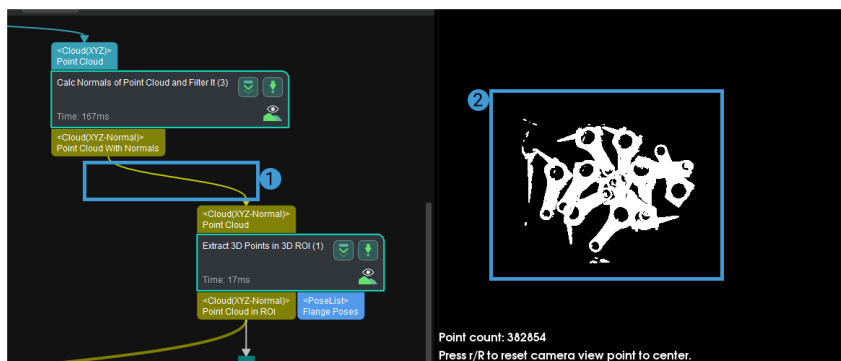 <Cloud(XYZ)>
Point Cloud
Calc Normals of Point Cloud and Filter It (3)
Time: 167ms
<Cloud(XYZ-Normal)>
Point Cloud With Normals
1
<Cloud(XYZ-Normal)>
Point Cloud
Extract 3D Points in 3D ROI (1)
Time: 17ms
<Cloud(XYZ-Normal)>
Point Cloud in ROI
<PoseList>
Flange Poses
2
Point count: 382854
Press r/R to reset camera view point to center.